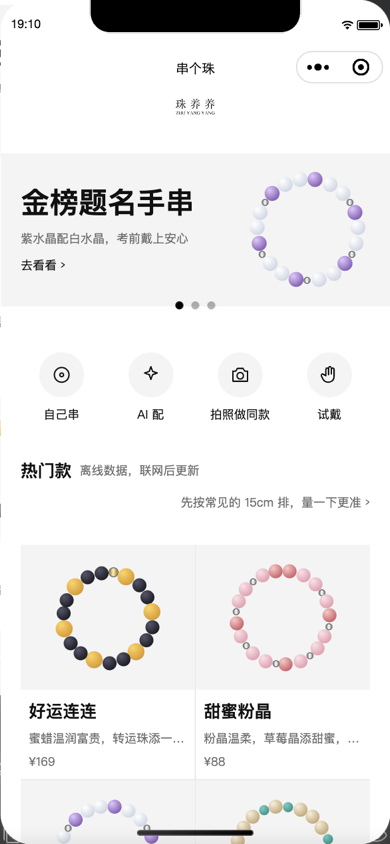 19:10
串个珠
珠养养
ZHU YANG YANG
金榜题名手串
紫水晶配白水晶，考前戴上安心
去看看 >
自己串
AI 配
拍照做同款
试戴
热门款 离线数据，联网后更新
先按常见的 15cm 排，量一下更准 >
好运连连
蜜蜡温润富贵，转运珠添一…
¥169
甜蜜粉晶
粉晶温柔，草莓晶添甜蜜，…
¥88